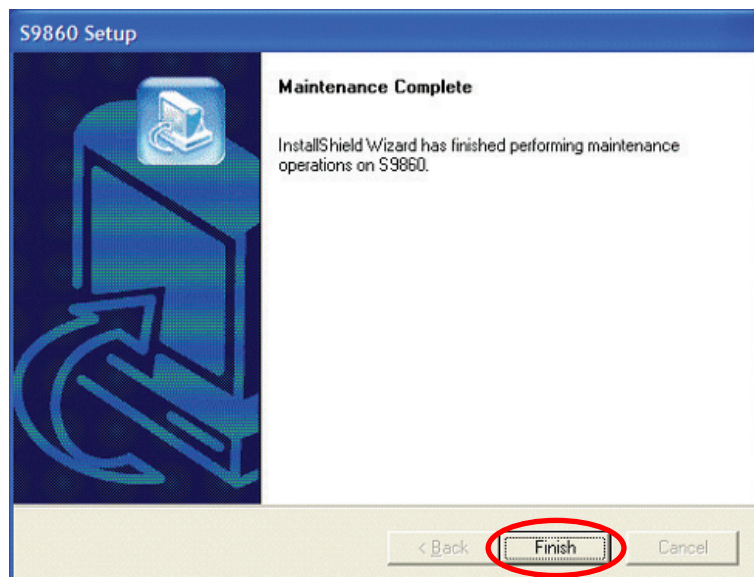 S9860 Setup
Maintenance Complete
InstallShield Wizard has finished performing maintenance
operations on S9860.
< Back Finish Cancel